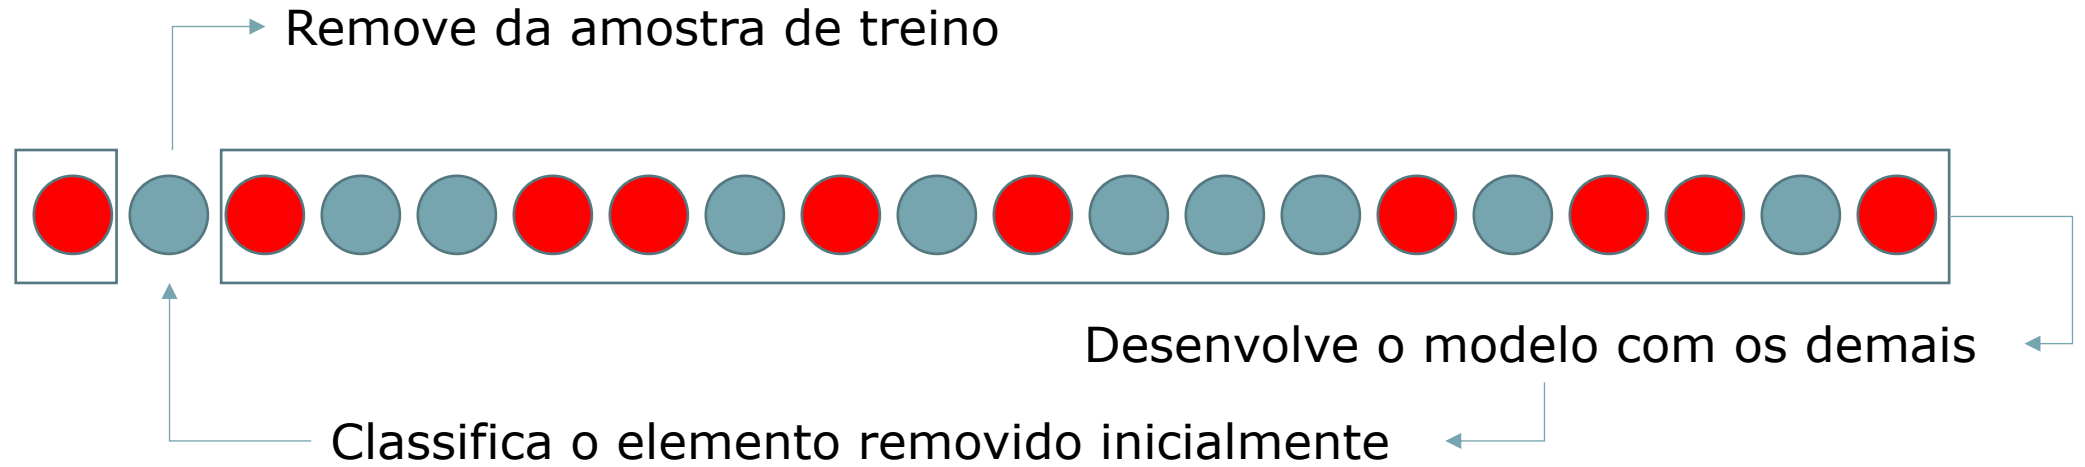 Remove da amostra de treino
Desenvolve o modelo com os demais
Classifica o elemento removido inicialmente